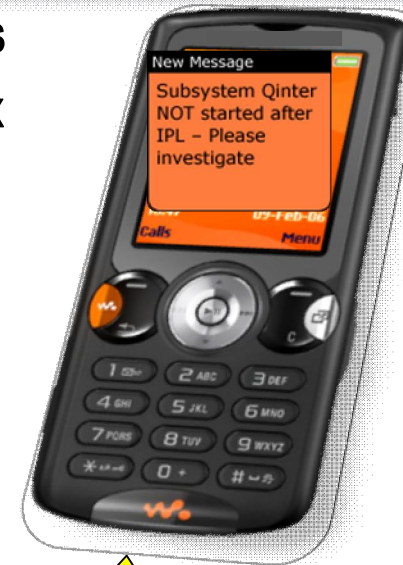 S
X
New Message
Subsystem Qinter
NOT started after
IPL – Please
investigate
09-Feb-06
Calls
Menu
C
1
2 ABC
3 DEF
4 GHI
5 JKL
6 MNO
7 PQRS
8 TUV
9 WXYZ
* a/A
0 +
#